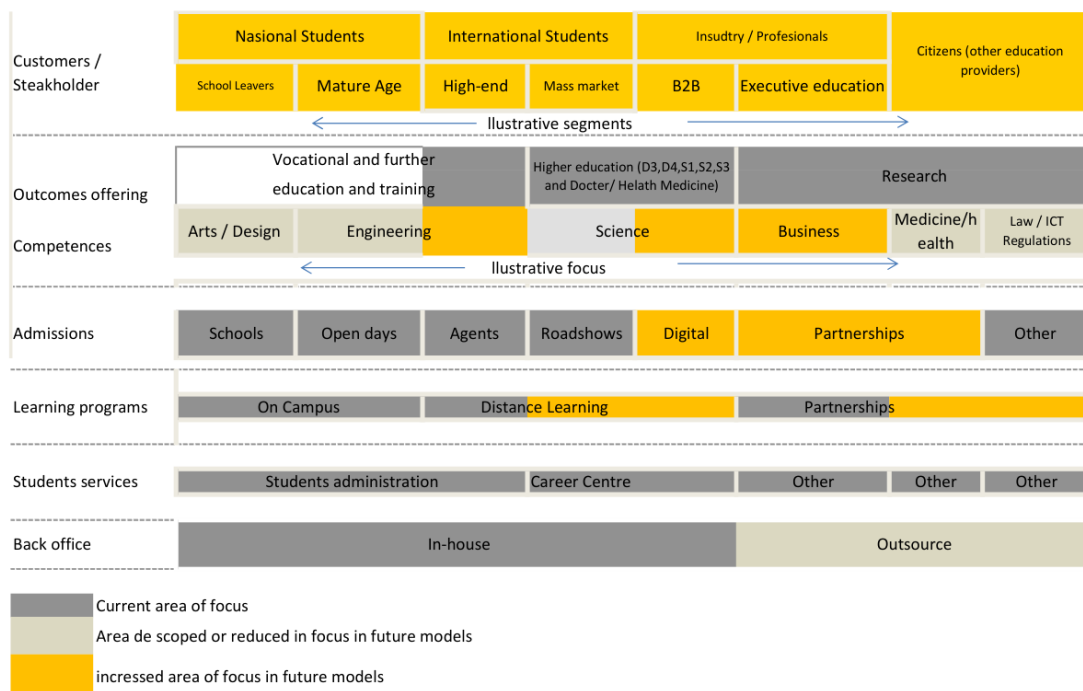 Customers /
Steakholder
Nasional Students
International Students
Insudtry / Profesionals
Citizens (other education
providers)
School Leavers
Mature Age
High-end
Mass market
B2B
Executive education
llustrative segments
Outcomes offering
Vocational and further
education and training
Higher education (D3,D4,S1,S2,S3
and Docter/ Helath Medicine)
Research
Competences
Arts / Design
Engineering
Science
Business
Medicine/h
ealth
Law / ICT
Regulations
llustrative focus
Admissions
Schools
Open days
Agents
Roadshows
Digital
Partnerships
Other
Learning programs
On Campus
Distance Learning
Partnerships
Students services
Students administration
Career Centre
Other
Other
Other
Back office
In-house
Outsource
Current area of focus
Area de scoped or reduced in focus in future models
incressed area of focus in future models